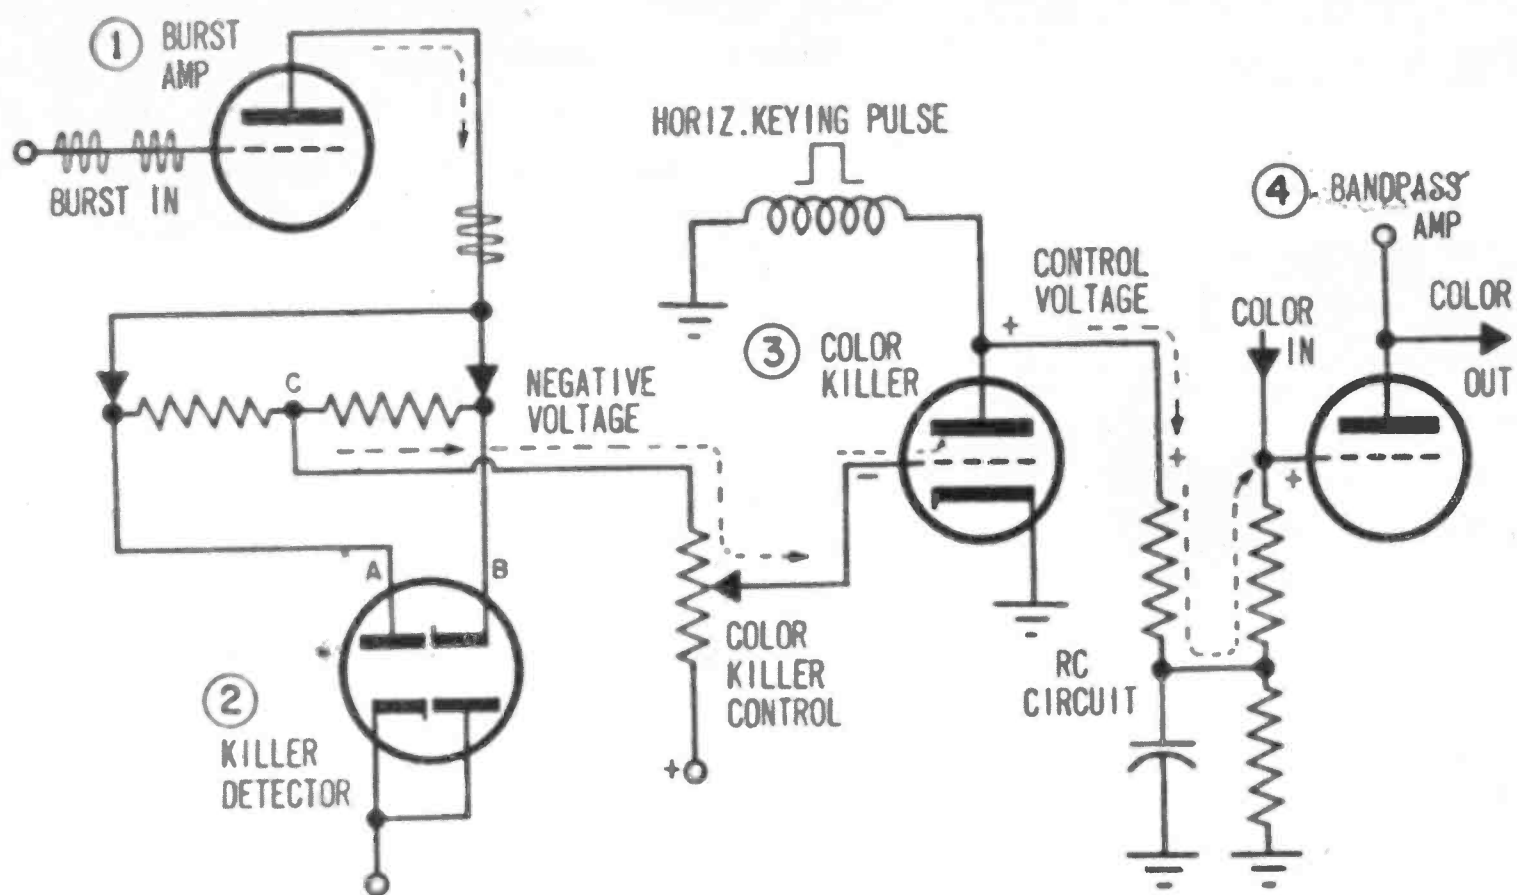 1 BURST
AMP
BURST IN
HORIZ.KEYING PULSE
4 BANDPASS
AMP
CONTROL
VOLTAGE
COLOR
IN
COLOR
OUT
3 COLOR
KILLER
+
C
NEGATIVE
VOLTAGE
-
+
+
A
B
2
KILLER
DETECTOR
COLOR
KILLER
CONTROL
+
RC
CIRCUIT